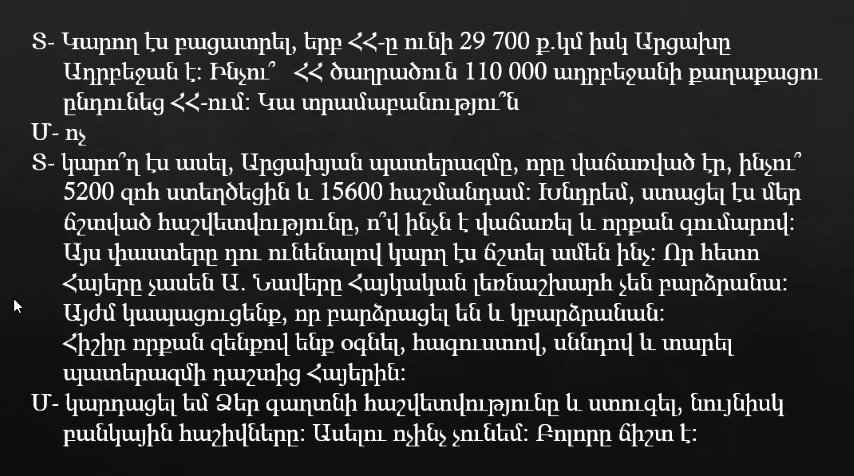 Տ- Կարող էս բացատրել, երբ ՀՀ-ը ունի 29 700 ք.կմ իսկ Արցախը
Ադրբեջան է: Ինչու՞ ՀՀ ծաղրածուն 110 000 ադրբեջանի քաղաքացու
ընդունեց ՀՀ-ում: Կա տրամաբանությու՞ն
Մ- ոչ
Տ- կարո՞ղ էս ասել, Արցախյան պատերազմը, որը վաճառված էր, ինչու՞
5200 զոհ ստեղծեցին և 15600 հաշմանդամ: Խնդրեմ, ստացել էս մեր
ճշտված հաշվետվությունը, ո՞վ ինչն է վաճառել և որքան գումարով:
Այս փաստերը դու ունենալով կարղ էս ճշտել ամեն ինչ: Որ հետո
Հայերը չասեն Ա. Նավերը Հայկական լեռնաշխարհ չեն բարձրանա:
Այժմ կապացուցենք, որ բարձրացել են և կբարձրանան:
Հիշիր որքան զենքով ենք օգնել, հագուստով, սննդով և տարել
պատերազմի դաշտից Հայերին:
Մ- կարդացել եմ Ձեր գաղտնի հաշվետվությունը և ստուգել, նույնիսկ
բանկային հաշիվները: Ասելու ոչինչ չունեմ: Բոլորը ճիշտ է: